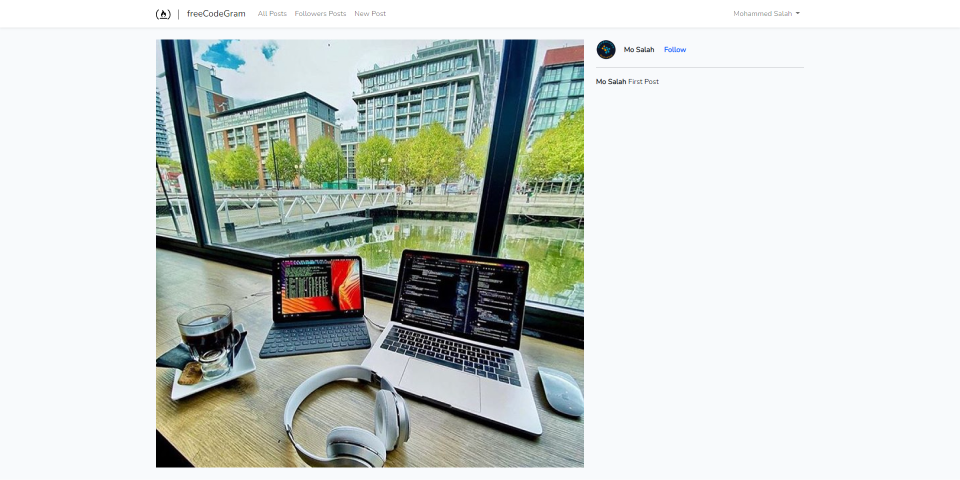 freeCodeGram All Posts Followers Posts New Post Mohammed Salah
Mo Salah Follow
Mo Salah First Post